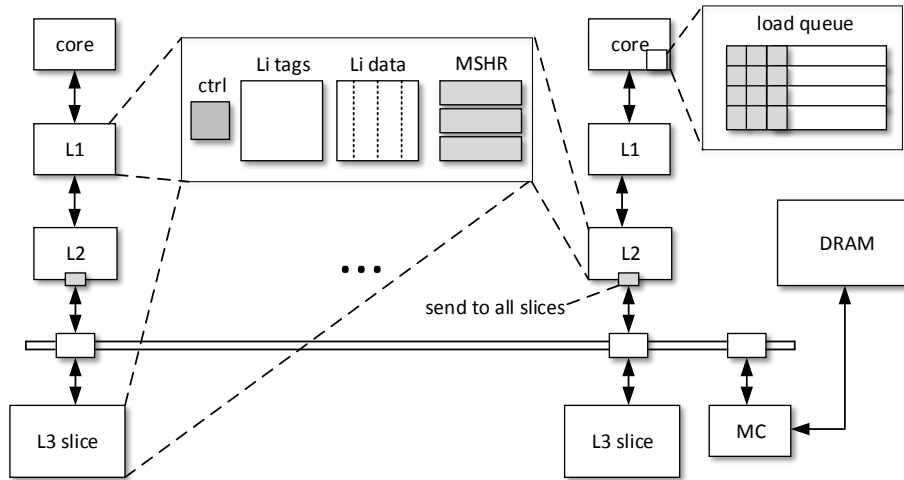 core
Li tags
Li data
MSHR
ctrl
core
load queue
L1
L1
L2
L2
...
DRAM
send to all slices
L3 slice
L3 slice
MC